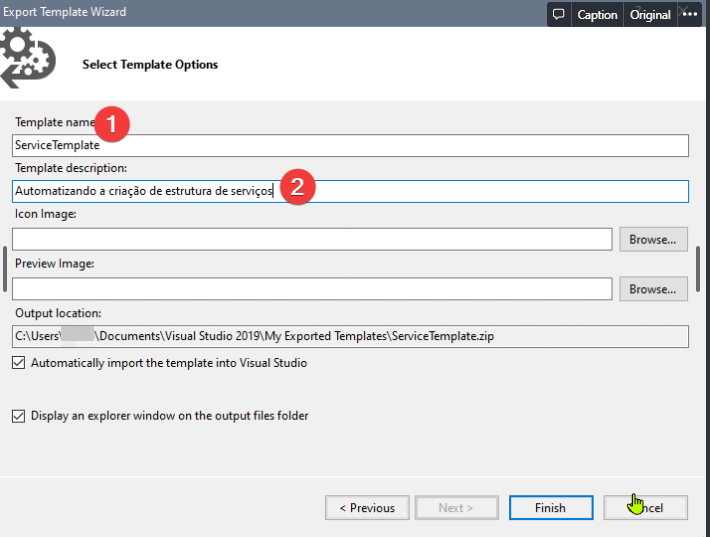 Export Template Wizard
Caption Original
Select Template Options
Template name
1
ServiceTemplate
Template description:
Automatizando a criação de estrutura de serviços
2
Icon Image:
Browse...
Preview Image:
Browse...
Output location:
C:\Users\ \Documents\Visual Studio 2019\My Exported Templates\ServiceTemplate.zip
Automatically import the template into Visual Studio
Display an explorer window on the output files folder
< Previous Next > Finish